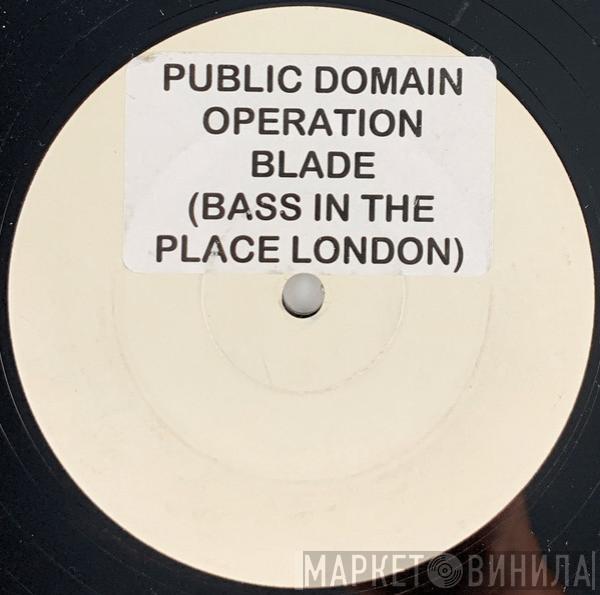 PUBLIC DOMAIN
OPERATION
BLADE
(BASS IN THE
PLACE LONDON)
МАРКЕТ ВИНИЛА